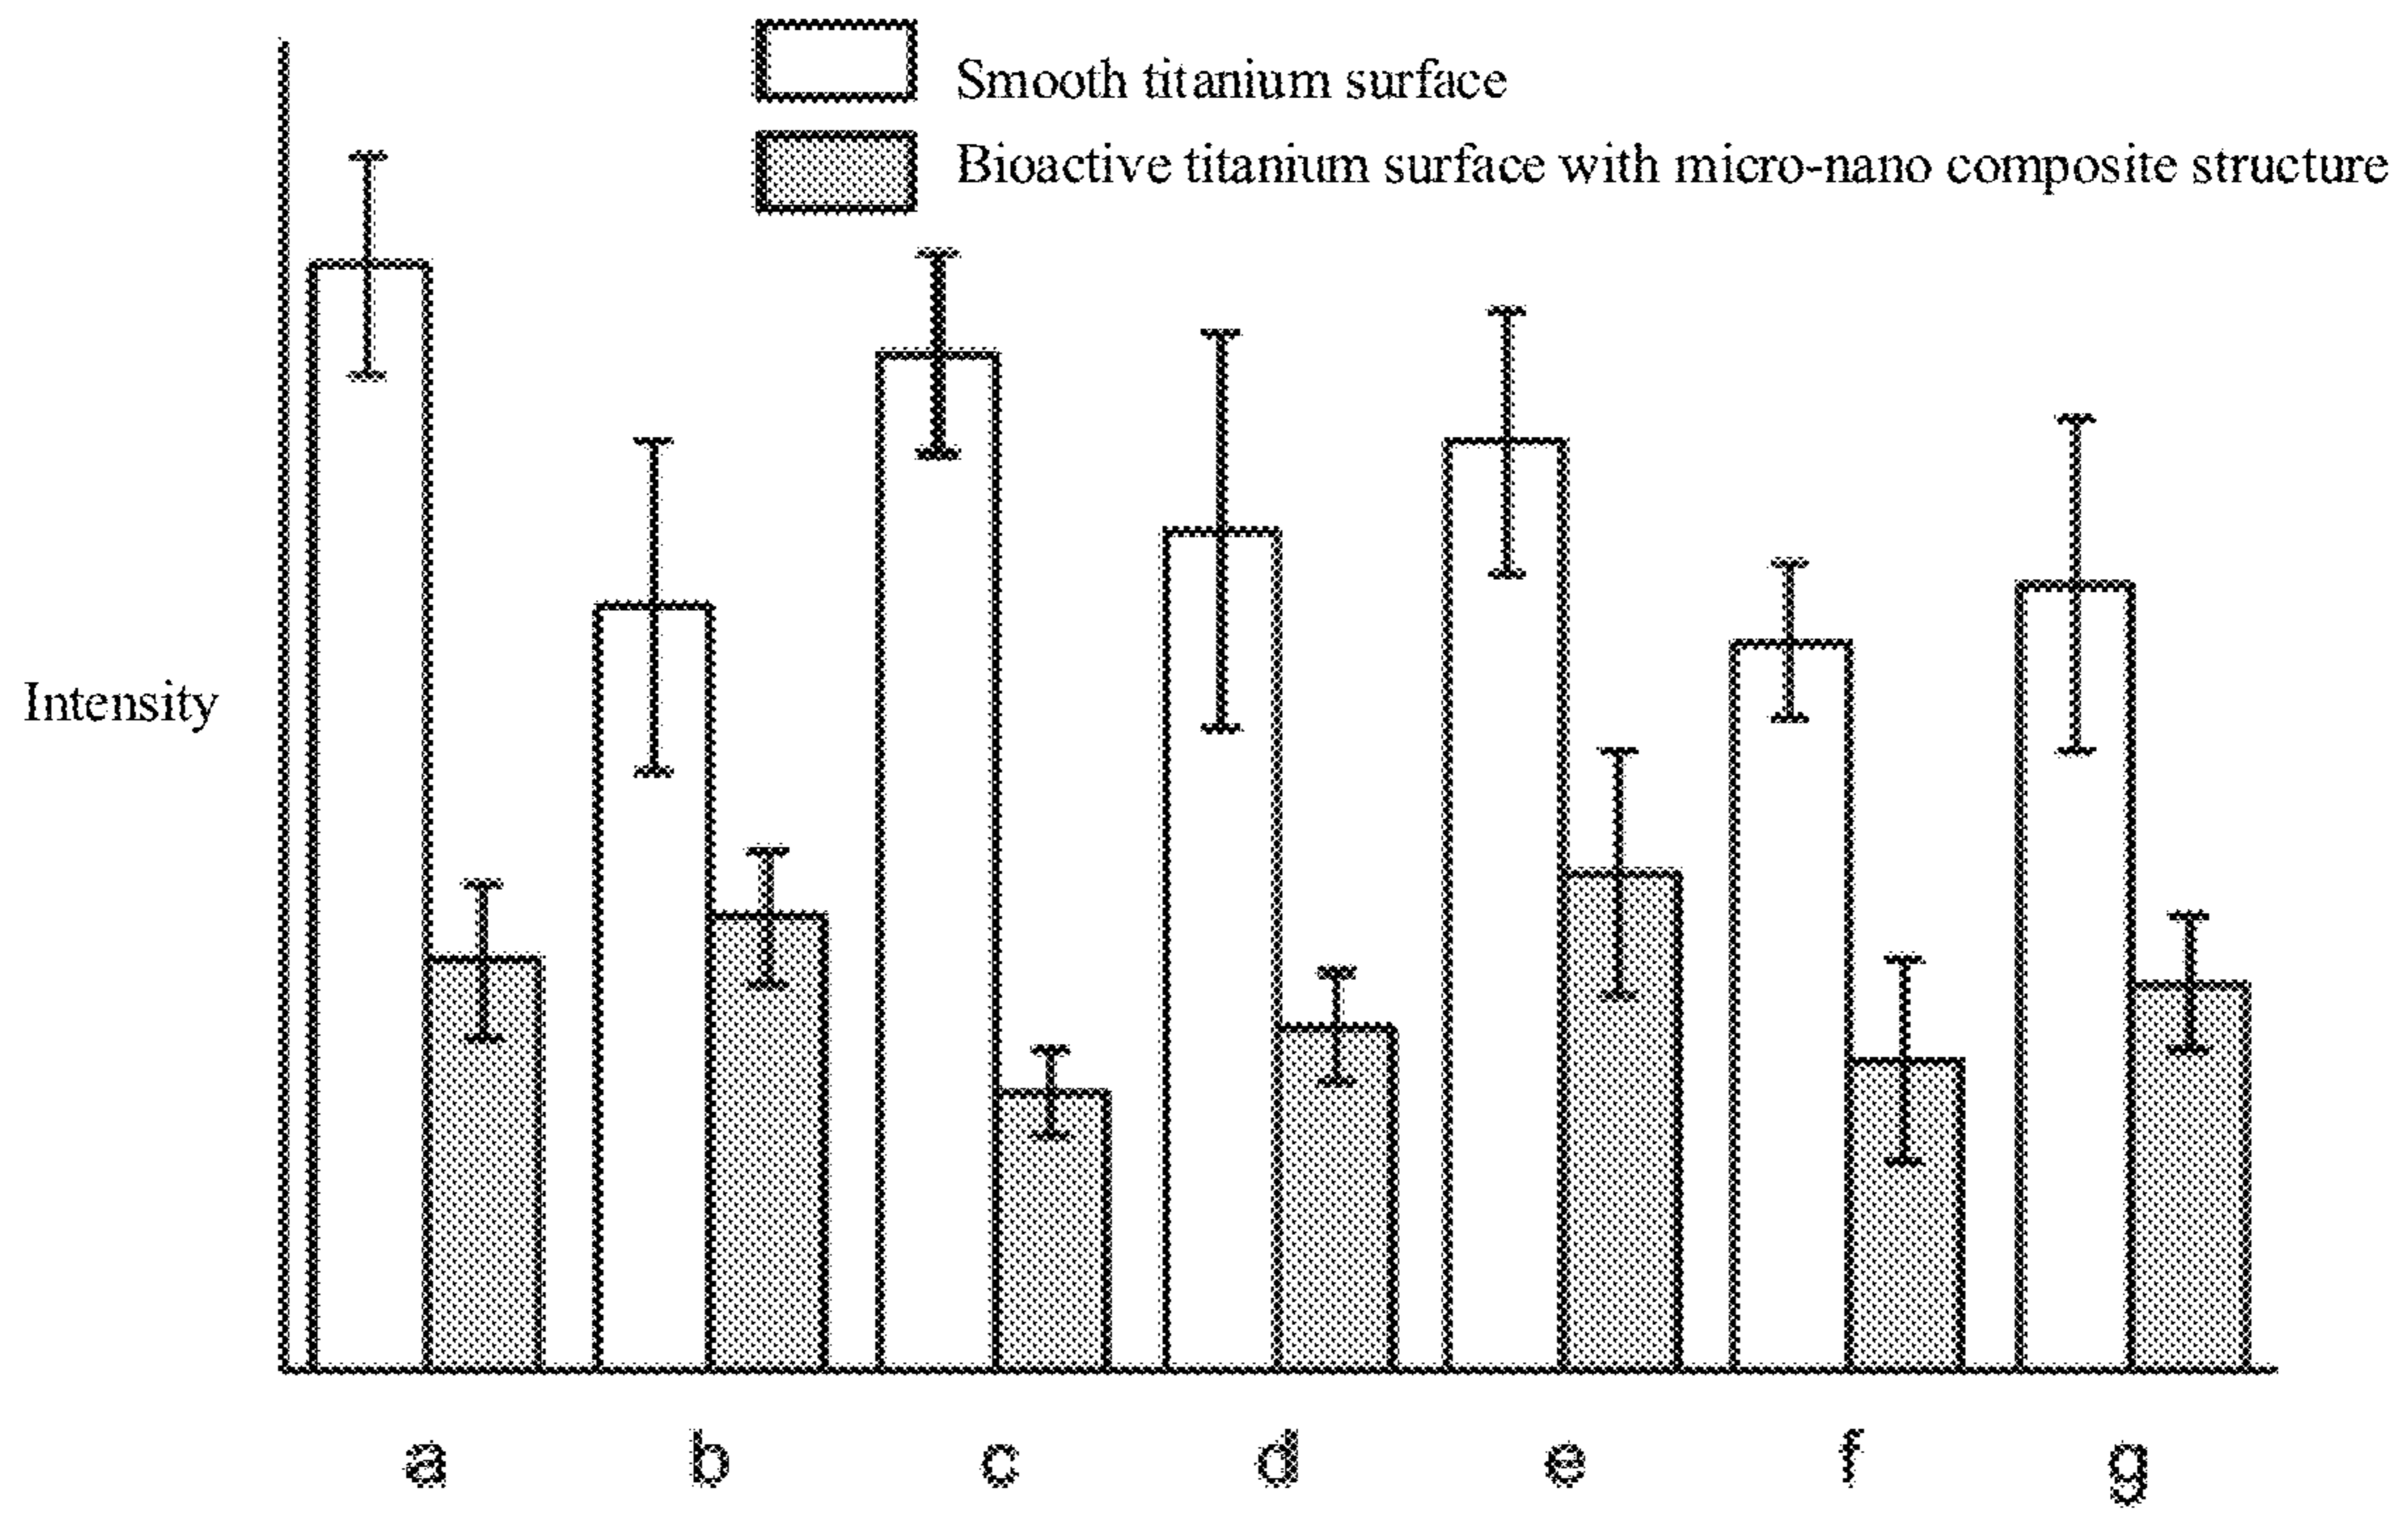 Smooth titanium surface
Bioactive titanium surface with micro-nano composite structure
Intensity
a b c d e f g